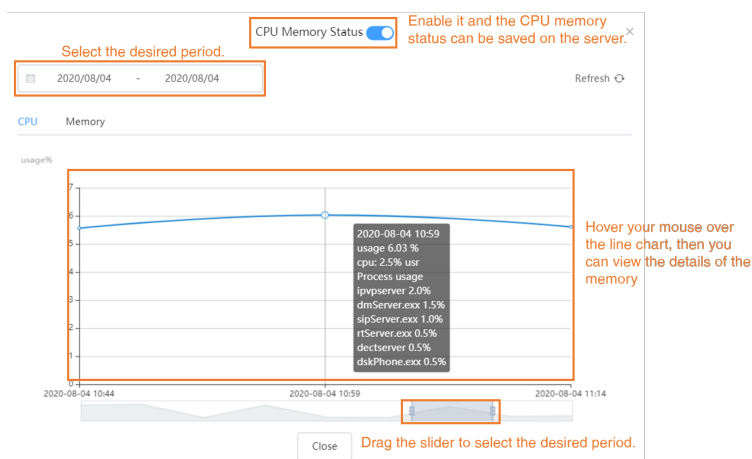 CPU Memory Status
Enable it and the CPU memory
status can be saved on the server.
Select the desired period.
2020/08/04 - 2020/08/04
Refresh
CPU Memory
usage%
7
6
5
4
3
2
1
0
2020-08-04 10:59
usage 6.03 %
cpu: 2.5% usr
Process usage
ipvpserver 2.0%
dmServer.exx 1.5%
sipServer.exx 1.0%
rtServer.exx 0.5%
dectserver 0.5%
dskPhone.exx 0.5%
Hover your mouse over
the line chart, then you
can view the details of the
memory
2020-08-04 10:44
2020-08-04 10:59
2020-08-04 11:14
Close
Drag the slider to select the desired period.